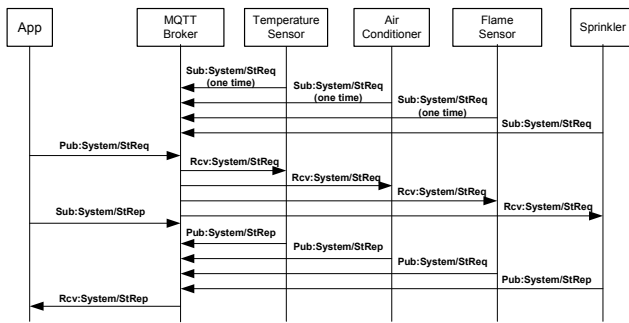 App
MQTT
Broker
Temperature
Sensor
Air
Conditioner
Flame
Sensor
Sprinkler
Sub:System/StReq
(one time)
Sub:System/StReq
(one time)
Sub:System/StReq
(one time)
Sub:System/StReq
Pub:System/StReq
Rcv:System/StReq
Rcv:System/StReq
Rcv:System/StReq
Rcv:System/StReq
Sub:System/StRep
Pub:System/StRep
Pub:System/StRep
Pub:System/StReq
Pub:System/StRep
Rcv:System/StRep